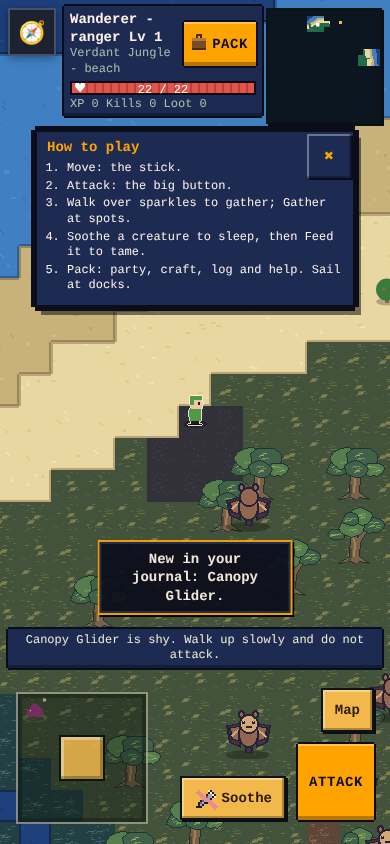 Wanderer -
ranger Lv 1
Verdant Jungle
- beach
PACK
22 / 22
XP 0 Kills 0 Loot 0
How to play
1. Move: the stick.
2. Attack: the big button.
3. Walk over sparkles to gather; Gather
at spots.
4. Soothe a creature to sleep, then Feed
it to tame.
5. Pack: party, craft, log and help. Sail
at docks.
New in your
journal: Canopy
Glider.
Canopy Glider is shy. Walk up slowly and do not
attack.
Map
ATTACK
Soothe